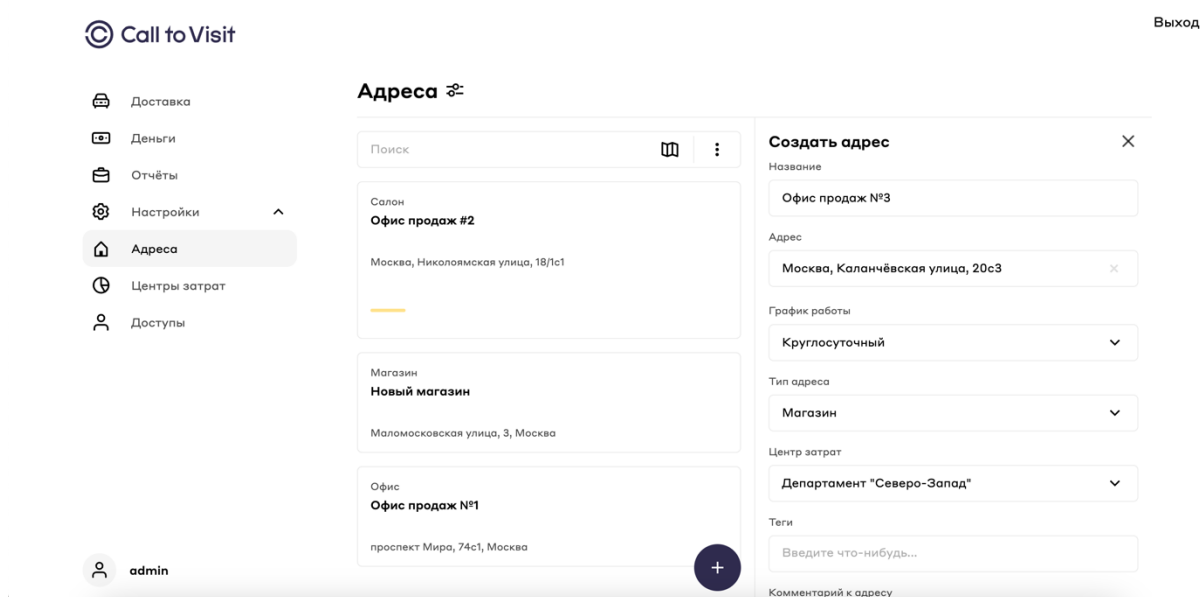 Call to Visit
Выход
Доставка
Деньги
Отчёты
Настройки
Адреса
Центры затрат
Доступы
admin
Адреса
Поиск
Салон
Офис продаж #2
Москва, Николоямская улица, 18/1с1
Магазин
Новый магазин
Маломосковская улица, 3, Москва
Офис
Офис продаж №1
проспект Мира, 74с1, Москва
Создать адрес
Название
Офис продаж №3
Адрес
Москва, Каланчёвская улица, 20с3
График работы
Круглосуточный
Тип адреса
Магазин
Центр затрат
Департамент "Северо-Запад"
Теги
Введите что-нибудь...
Комментарий к адресу